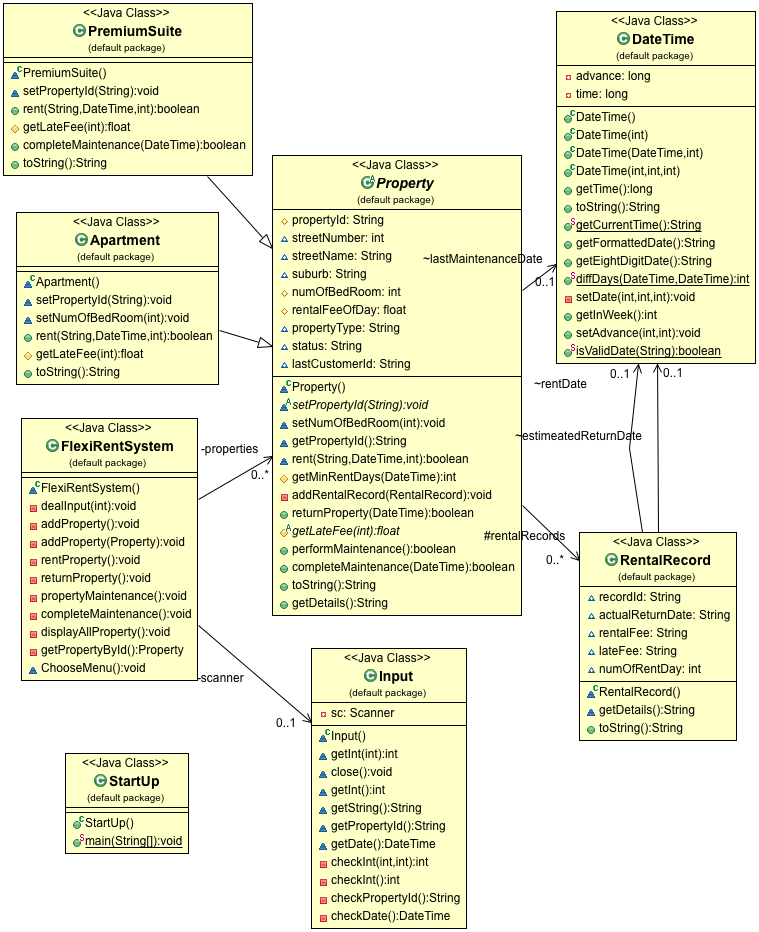 <<Java Class>>
PremiumSuite
(default package)
PremiumSuite()
setPropertyId(String):void
rent(String,DateTime,int):boolean
getLateFee(int):float
completeMaintenance(DateTime):boolean
toString():String
<<Java Class>>
Apartment
(default package)
Apartment()
setPropertyId(String):void
setNumOfBedRoom(int):void
rent(String,DateTime,int):boolean
getLateFee(int):float
toString():String
<<Java Class>>
FlexiRentSystem
(default package)
FlexiRentSystem()
dealInput(int):void
addProperty():void
addProperty(Property):void
rentProperty():void
returnProperty():void
propertyMaintenance():void
completeMaintenance():void
displayAllProperty():void
getPropertyById():Property
ChooseMenu():void
<<Java Class>>
StartUp
(default package)
StartUp()
main(String[]):void
<<Java Class>>
Property
(default package)
propertyId: String
streetNumber: int
streetName: String
suburb: String
numOfBedRoom: int
rentalFeeOfDay: float
propertyType: String
status: String
lastCustomerId: String
Property()
setPropertyId(String):void
setNumOfBedRoom(int):void
getPropertyId():String
rent(String,DateTime,int):boolean
getMinRentDays(DateTime):int
addRentalRecord(RentalRecord):void
returnProperty(DateTime):boolean
getLateFee(int):float
performMaintenance():boolean
completeMaintenance(DateTime):boolean
toString():String
getDetails():String
-properties
0..*
-scanner
0..1
<<Java Class>>
Input
(default package)
sc: Scanner
Input()
getInt(int):int
close():void
getInt():int
getString():String
getPropertyId():String
getDate():DateTime
checkInt(int,int):int
checkInt():int
checkPropertyId():String
checkDate():DateTime
<<Java Class>>
DateTime
(default package)
advance: long
time: long
DateTime()
DateTime(int)
DateTime(DateTime,int)
DateTime(int,int,int)
getTime():long
toString():String
getCurrentTime():String
getFormattedDate():String
getEightDigitDate():String
diffDays(DateTime,DateTime):int
setDate(int,int,int):void
getInWeek():int
setAdvance(int,int):void
isValidDate(String):boolean
~lastMaintenanceDate
0..1
0..1
0..1
~rentDate
~estimeatedReturnDate
#rentalRecords
0..*
<<Java Class>>
RentalRecord
(default package)
recordId: String
actualReturnDate: String
rentalFee: String
lateFee: String
numOfRentDay: int
RentalRecord()
getDetails():String
toString():String